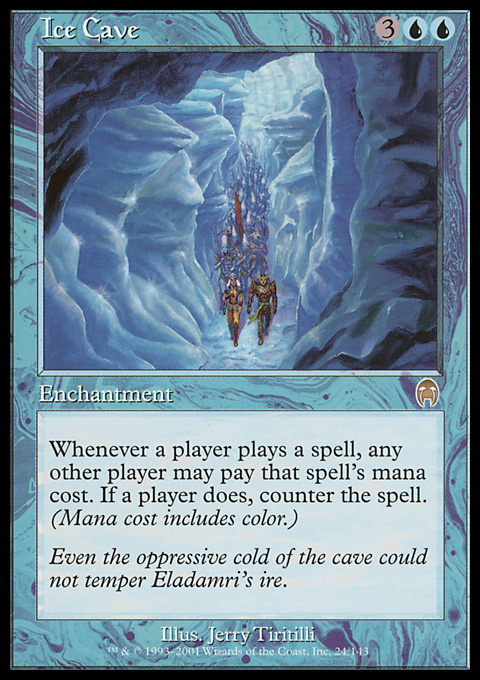 Ice Cave
3
Enchantment
Whenever a player plays a spell, any
other player may pay that spell's mana
cost. If a player does, counter the spell.
(Mana cost includes color.)
Even the oppressive cold of the cave could
not temper Eladamri's ire.
Illus. Jerry Tiritilli
™ & © 1993–2001 Wizards of the Coast, Inc. 24/143